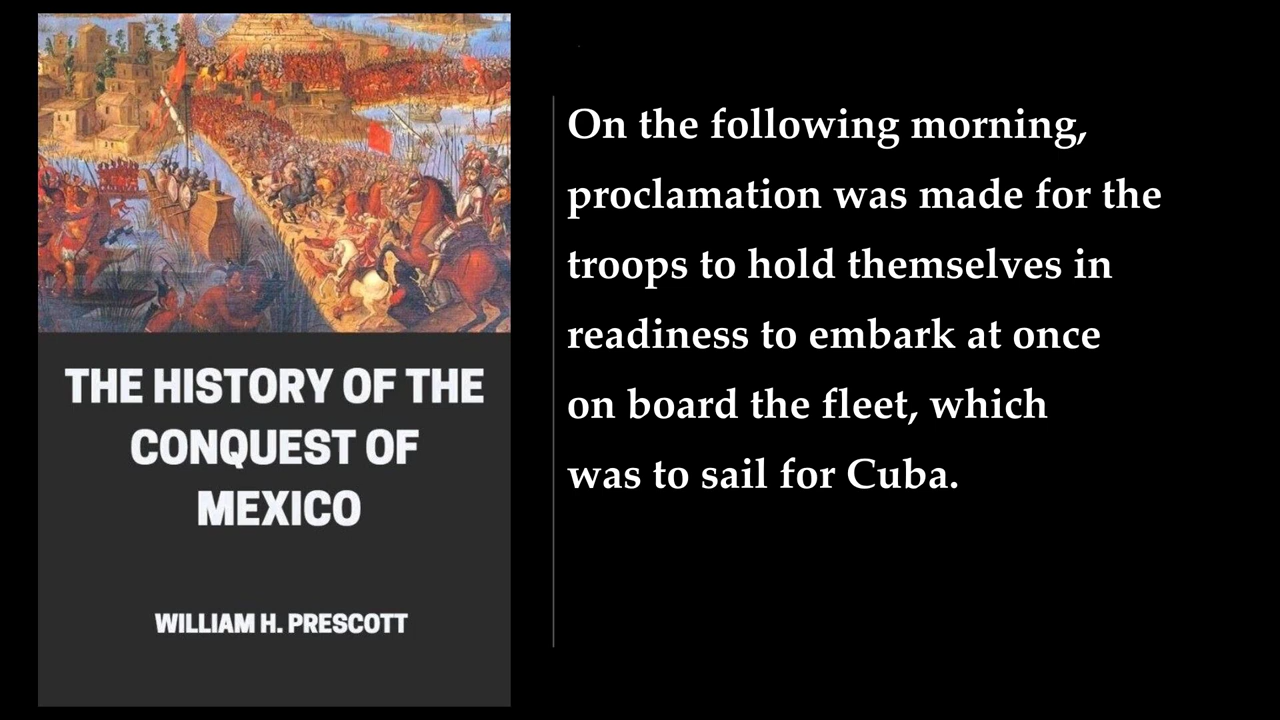 THE HISTORY OF THE
CONQUEST OF
MEXICO
WILLIAM H. PRESCOTT
On the following morning,
proclamation was made for the
troops to hold themselves in
readiness to embark at once
on board the fleet, which
was to sail for Cuba.